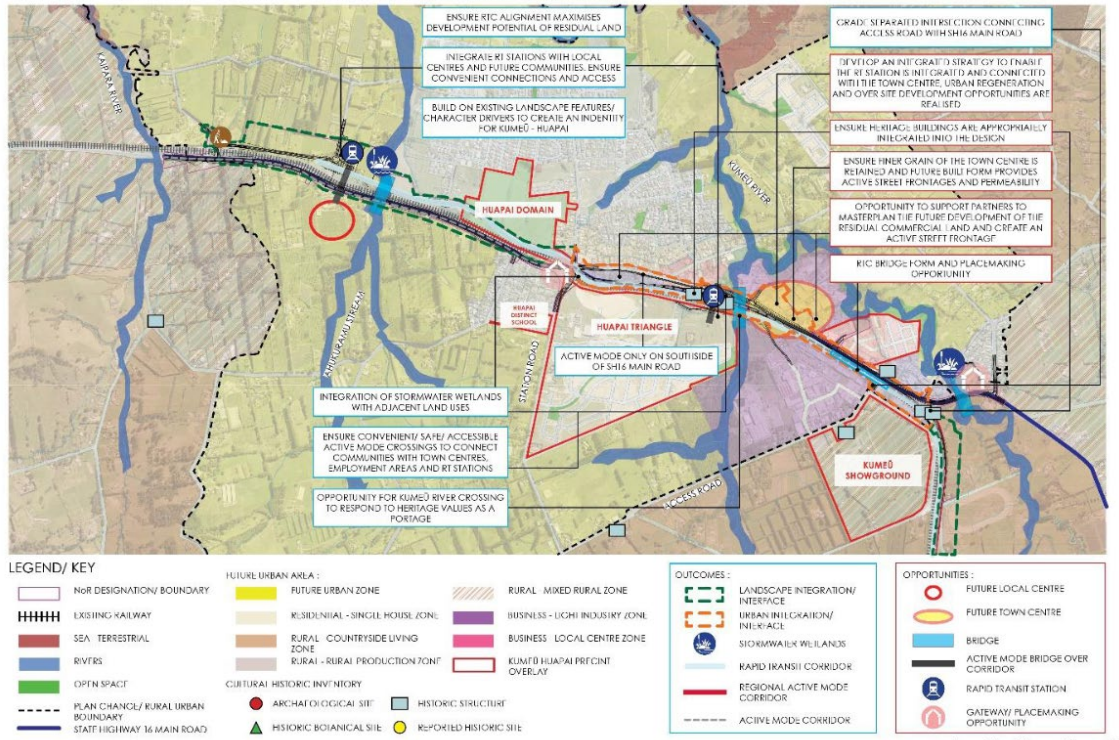 ENSURE RTC ALIGNMENT MAXIMISES
DEVELOPMENT POTENTIAL OF RESIDUAL LAND
INTEGRATE RT STATIONS WITH LOCAL
CENTRES AND FUTURE COMMUNITIES. ENSURE
CONVENIENT CONNECTIONS AND ACCESS
BUILD ON EXISTING LANDSCAPE FEATURES/
CHARACTER DRIVERS TO CREATE AN INDENTITY
FOR KUMEŪ - HUAPAI
GRADE SEPARATED INTERSECTION CONNECTING
ACCESS ROAD WITH SH16 MAIN ROAD
DEVELOP AN INTEGRATED STRATEGY TO ENABLE
THE RT STATION IS INTEGRATED AND CONNECTED
WITH THE TOWN CENTRE, URBAN REGENERATION
AND OVER SITE DEVELOPMENT OPPORTUNITIES ARE
REALISED
ENSURE HERITAGE BUILDINGS ARE APPROPRIATELY
INTEGRATED INTO THE DESIGN
ENSURE FINER GRAIN OF THE TOWN CENTRE IS
RETAINED AND FUTURE BUILT FORM PROVIDES
ACTIVE STREET FRONTAGES AND PERMEABILITY
OPPORTUNITY TO SUPPORT PARTNERS TO
MASTERPLAN THE FUTURE DEVELOPMENT OF THE
RESIDUAL COMMERCIAL LAND AND CREATE AN
ACTIVE STREET FRONTAGE
RTC BRIDGE FORM AND PLACEMAKING
OPPORTUNITY
KAIPARA RIVER
KUMEŪ RIVER
HUAPAI DOMAIN
HUAPAI
DISTRICT
SCHOOL
HUAPAI TRIANGLE
AHUKURAMU STREAM
STATION ROAD
ACTIVE MODE ONLY ON SOUTHSIDE
OF SH16 MAIN ROAD
INTEGRATION OF STORMWATER WETLANDS
WITH ADJACENT LAND USES
ENSURE CONVENIENT/ SAFE/ ACCESSIBLE
ACTIVE MODE CROSSINGS TO CONNECT
COMMUNITIES WITH TOWN CENTRES,
EMPLOYMENT AREAS AND RT STATIONS
OPPORTUNITY FOR KUMEŪ RIVER CROSSING
TO RESPOND TO HERITAGE VALUES AS A
PORTAGE
KUMEŪ
SHOWGROUND
ACCESS ROAD
LEGEND/ KEY
NoR DESIGNATION/ BOUNDARY
EXISTING RAILWAY
SEA - TERRESTRIAL
RIVERS
OPEN SPACE
PLAN CHANGE/ RURAL URBAN
BOUNDARY
STATE HIGHWAY 16 MAIN ROAD
FUTURE URBAN AREA :
FUTURE URBAN ZONE
RESIDENTIAL - SINGLE HOUSE ZONE
RURAL - COUNTRYSIDE LIVING
ZONE
RURAL - RURAL PRODUCTION ZONE
RURAL - MIXED RURAL ZONE
BUSINESS - LIGHT INDUSTRY ZONE
BUSINESS - LOCAL CENTRE ZONE
KUMEŪ HUAPAI PRECINT
OVERLAY
CULTURAL HISTORIC INVENTORY
ARCHAEOLOGICAL SITE
HISTORIC STRUCTURE
HISTORIC BOTANICAL SITE
REPORTED HISTORIC SITE
OUTCOMES :
LANDSCAPE INTEGRATION/
INTERFACE
URBAN INTEGRATION/
INTERFACE
STORMWATER WETLANDS
RAPID TRANSIT CORRIDOR
REGIONAL ACTIVE MODE
CORRIDOR
ACTIVE MODE CORRIDOR
OPPORTUNITIES :
FUTURE LOCAL CENTRE
FUTURE TOWN CENTRE
BRIDGE
ACTIVE MODE BRIDGE OVER
CORRIDOR
RAPID TRANSIT STATION
GATEWAY/ PLACEMAKING
OPPORTUNITY